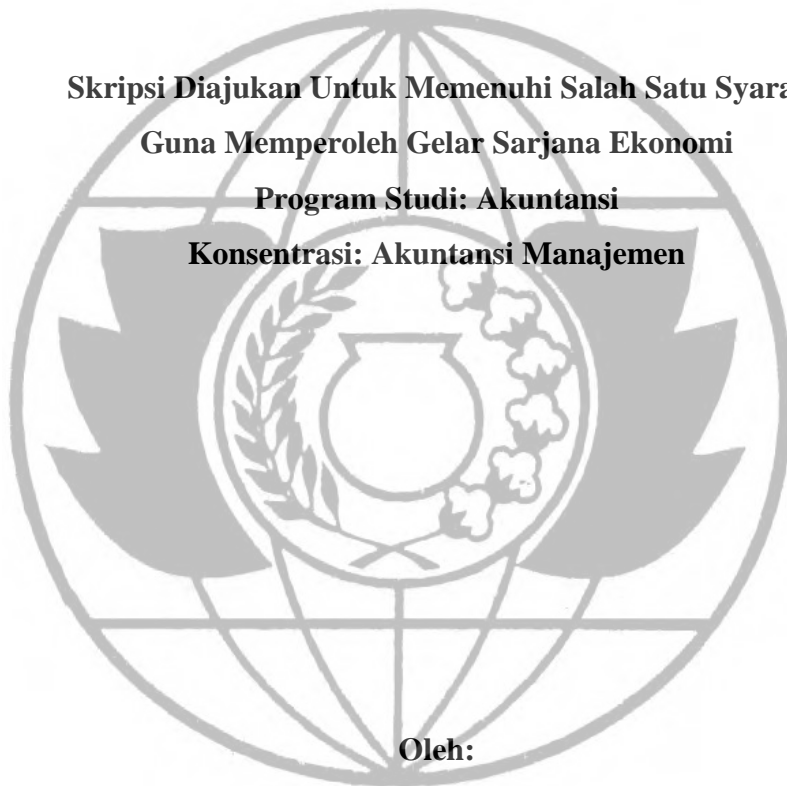 Skripsi Diajukan Untuk Memenuhi Salah Satu Syara
Guna Memperoleh Gelar Sarjana Ekonomi
Program Studi: Akuntansi
Konsentrasi: Akuntansi Manajemen
Oleh: